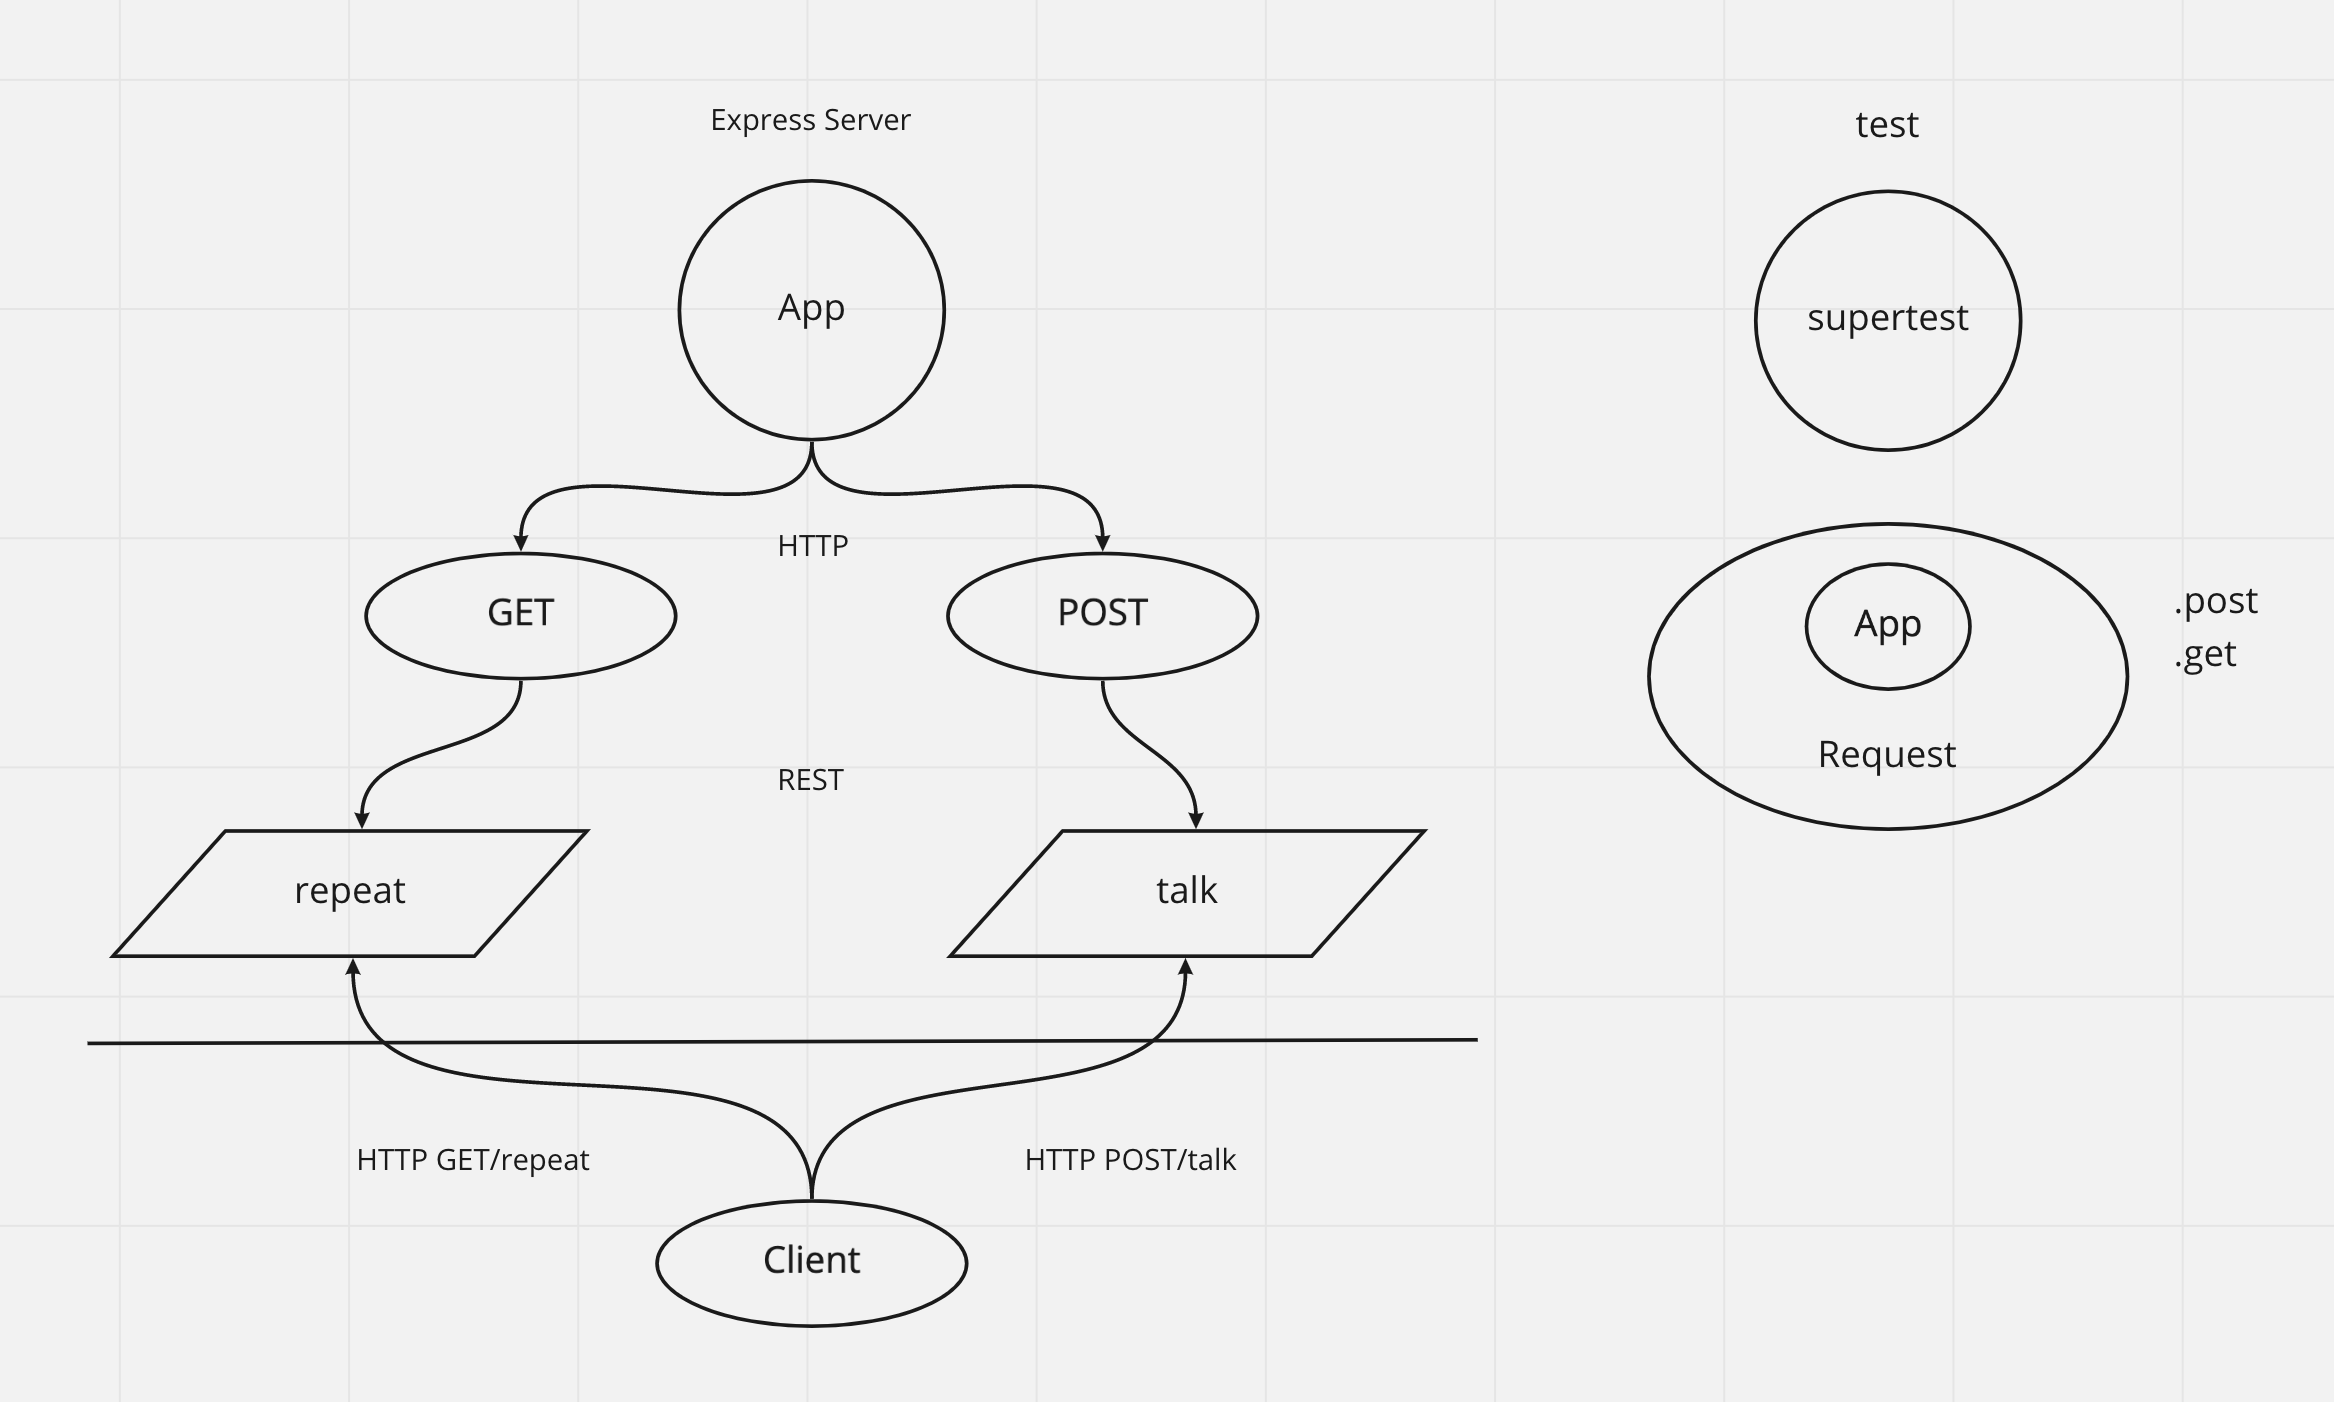 Express Server
App
HTTP
GET
POST
REST
repeat
talk
HTTP GET/repeat
HTTP POST/talk
Client
test
supertest
App
Request
.post
.get